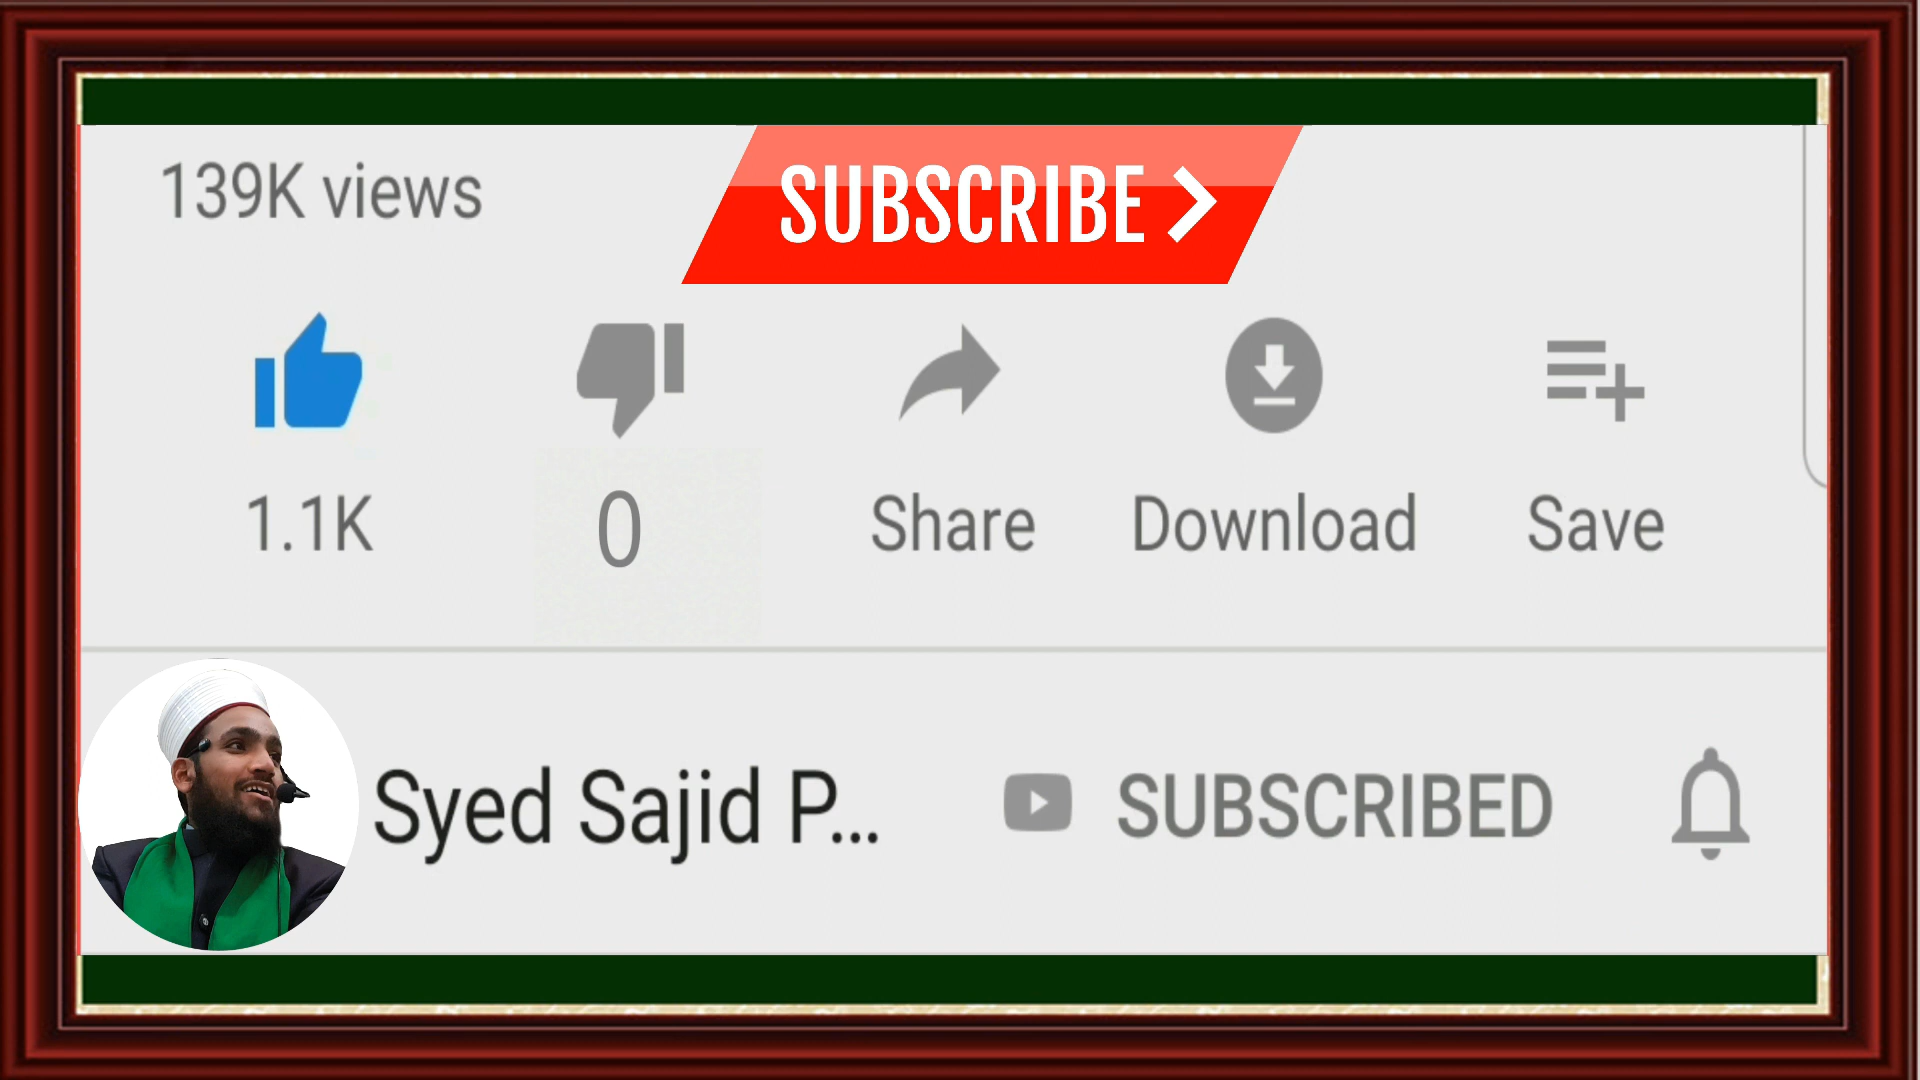 139K views
SUBSCRIBE
1.1K
0
Share
Download
Save
Syed Sajid P...
SUBSCRIBED